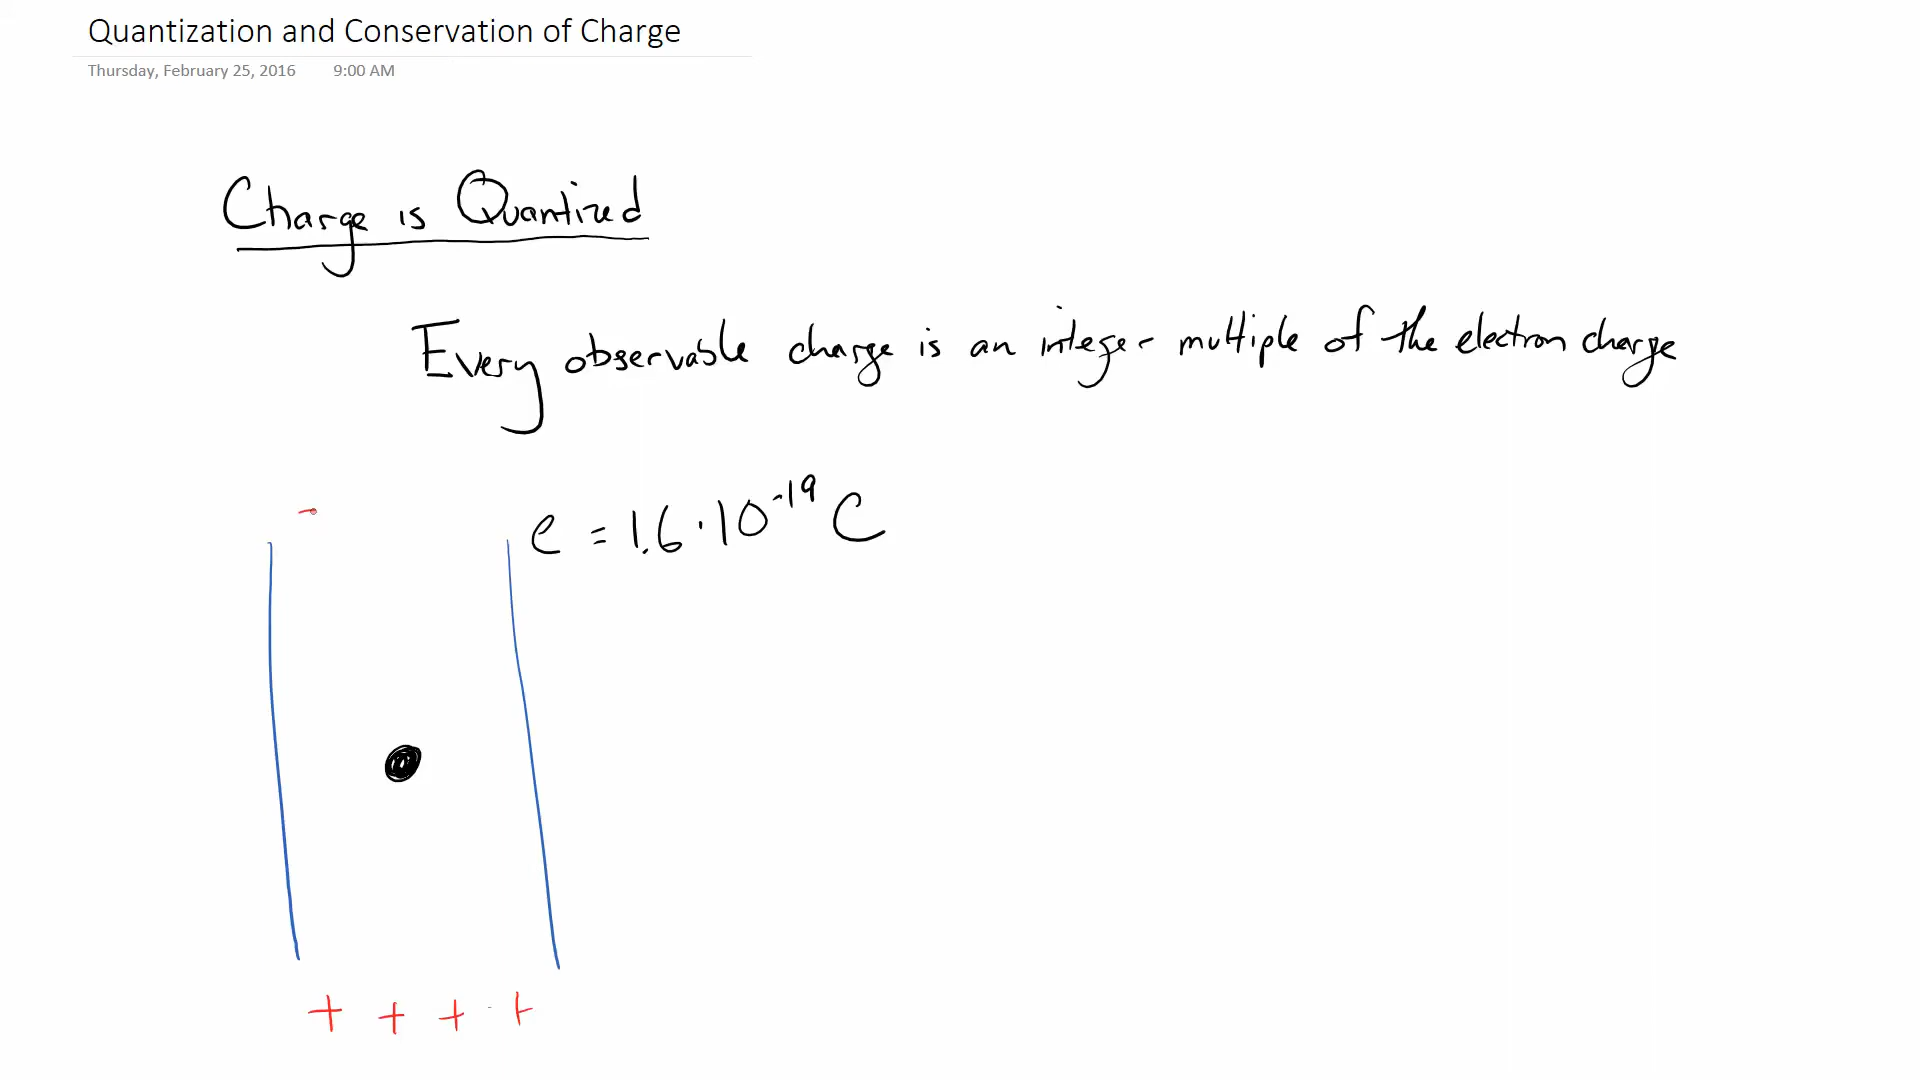 Quantization and Conservation of Charge
Thursday, February 25, 2016 9:00 AM
Charge is Quantized
Every observable charge is an integer multiple of the electron charge
-
e = 1.6·10⁻¹⁹ C
+ + + +